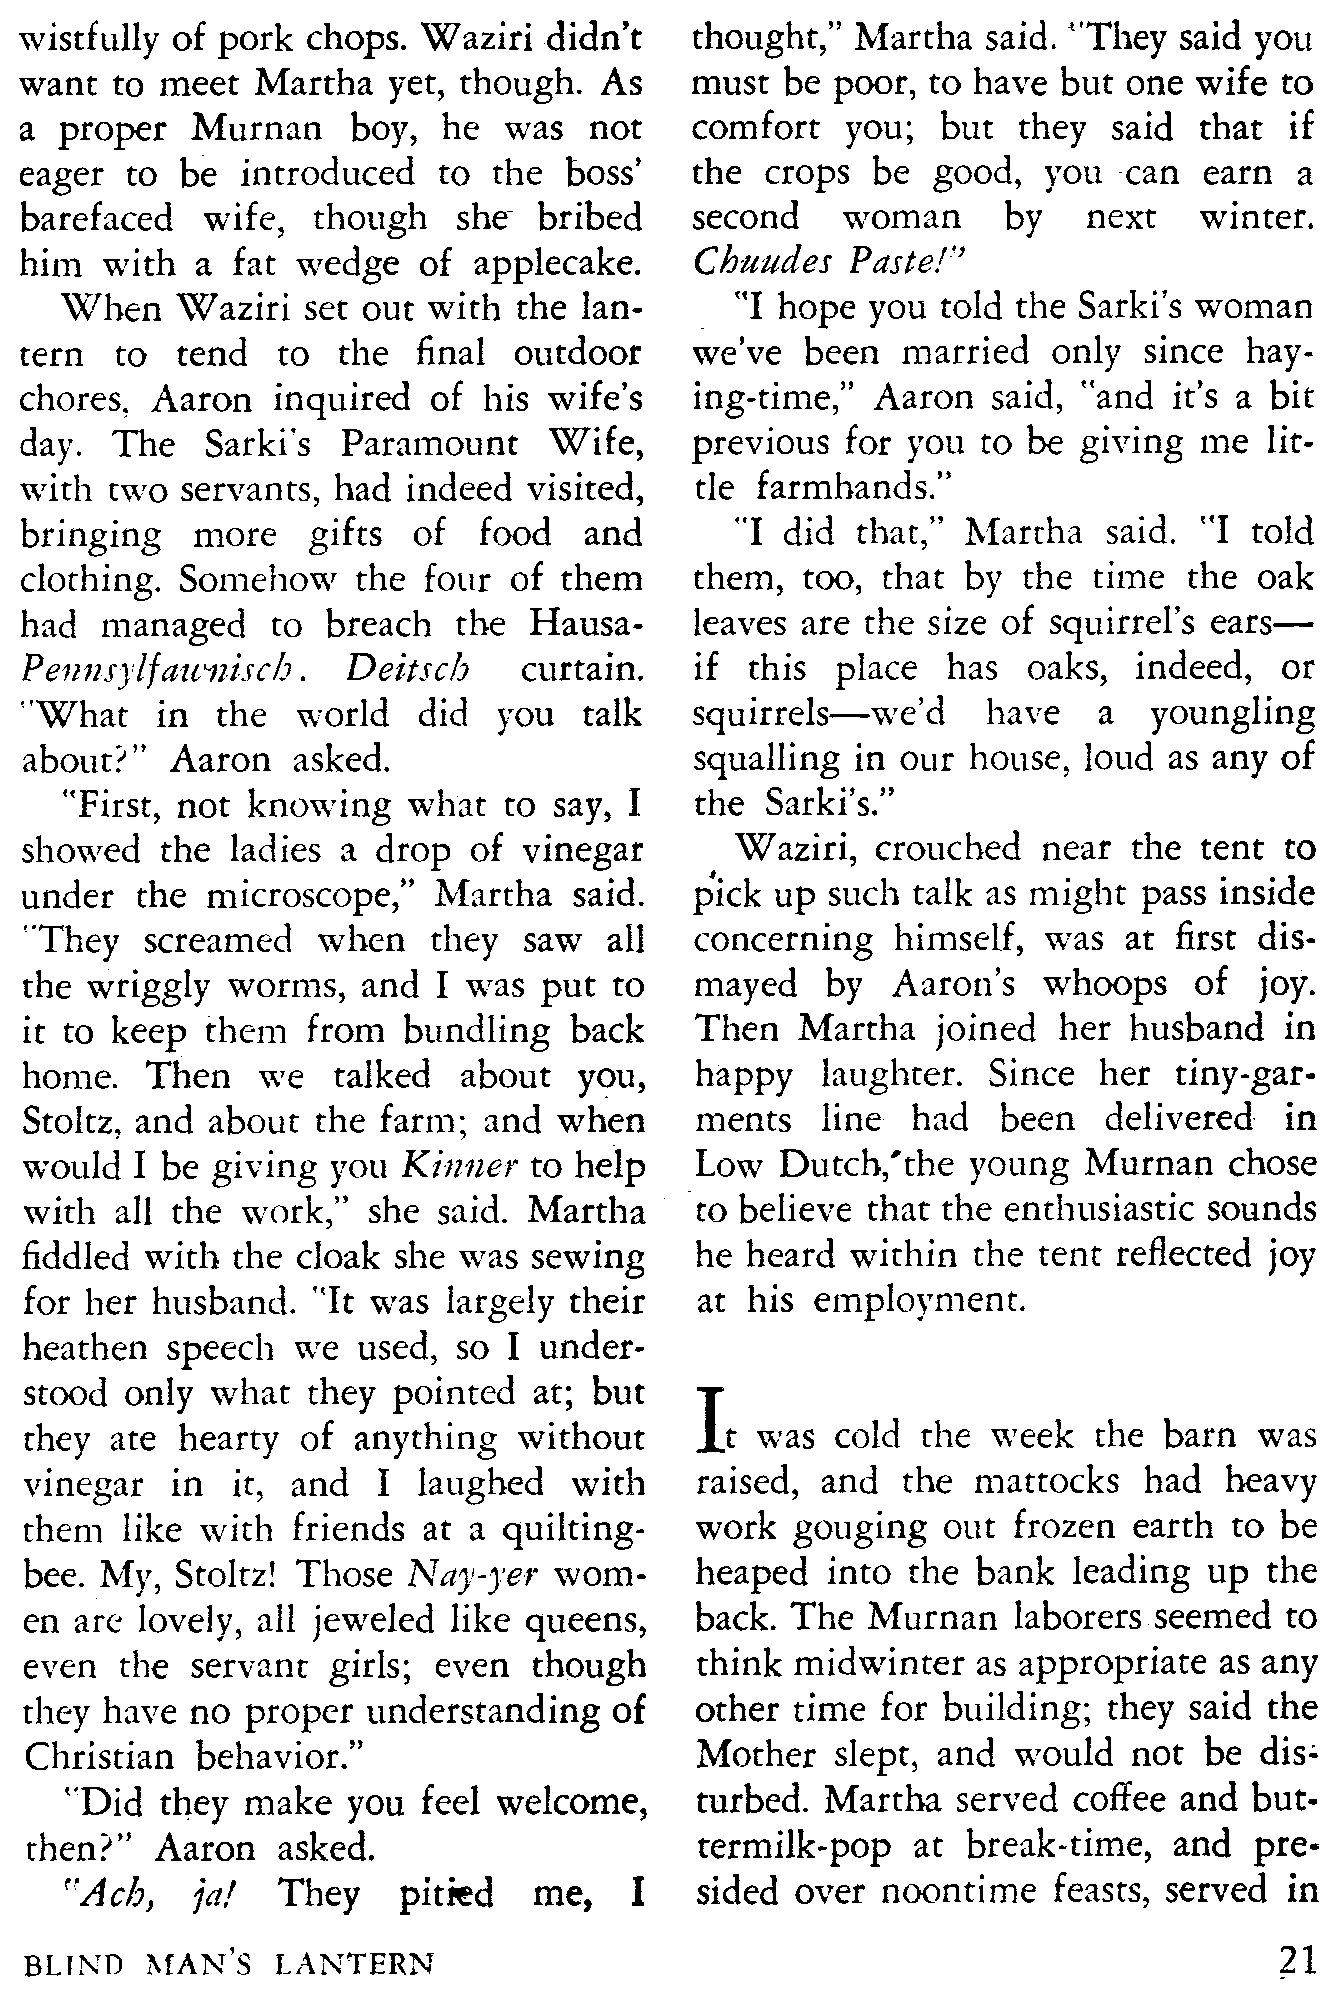 wistfully of pork chops. Waziri didn't
want to meet Martha yet, though. As
a proper Murnan boy, he was not
eager to be introduced to the boss'
barefaced wife, though she bribed
him with a fat wedge of applecake.
When Waziri set out with the lan-
tern to tend to the final outdoor
chores, Aaron inquired of his wife's
day. The Sarki's Paramount Wife,
with two servants, had indeed visited,
bringing more gifts of food and
clothing. Somehow the four of them
had managed to breach the Hausa-
Pennsylfawnisch. Deitsch curtain.
"What in the world did you talk
about?" Aaron asked.
"First, not knowing what to say, I
showed the ladies a drop of vinegar
under the microscope," Martha said.
"They screamed when they saw all
the wriggly worms, and I was put to
it to keep them from bundling back
home. Then we talked about you,
Stoltz, and about the farm; and when
would I be giving you Kinner to help
with all the work," she said. Martha
fiddled with the cloak she was sewing
for her husband. "It was largely their
heathen speech we used, so I under-
stood only what they pointed at; but
they ate hearty of anything without
vinegar in it, and I laughed with
them like with friends at a quilting-
bee. My, Stoltz! Those Nay-yer wom-
en are lovely, all jeweled like queens,
even the servant girls; even though
they have no proper understanding of
Christian behavior."
"Did they make you feel welcome,
then?" Aaron asked.
"Ach, ja! They pitied me, I
thought," Martha said. "They said you
must be poor, to have but one wife to
comfort you; but they said that if
the crops be good, you can earn a
second woman by next winter.
Chuudes Paste!"
"I hope you told the Sarki's woman
we've been married only since hay-
ing-time," Aaron said, "and it's a bit
previous for you to be giving me lit-
tle farmhands."
"I did that," Martha said. "I told
them, too, that by the time the oak
leaves are the size of squirrel's ears—
if this place has oaks, indeed, or
squirrels—we'd have a youngling
squalling in our house, loud as any of
the Sarki's."
Waziri, crouched near the tent to
pick up such talk as might pass inside
concerning himself, was at first dis-
mayed by Aaron's whoops of joy.
Then Martha joined her husband in
happy laughter. Since her tiny-gar-
ments line had been delivered in
Low Dutch, the young Murnan chose
to believe that the enthusiastic sounds
he heard within the tent reflected joy
at his employment.
It was cold the week the barn was
raised, and the mattocks had heavy
work gouging out frozen earth to be
heaped into the bank leading up the
back. The Murnan laborers seemed to
think midwinter as appropriate as any
other time for building; they said the
Mother slept, and would not be dis-
turbed. Martha served coffee and but-
termilk-pop at break-time, and pre-
sided over noontime feasts, served in
BLIND MAN'S LANTERN
21